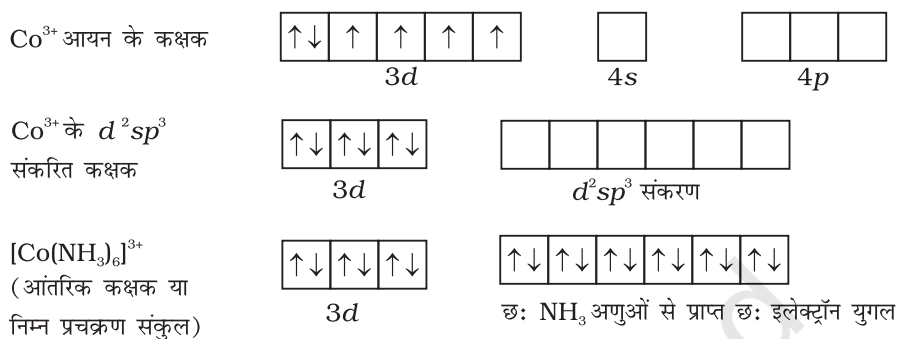 Co³⁺ आयन के कक्षक ↑↓ ↑ ↑ ↑ ↑
3d 4s 4p
Co³⁺ के d²sp³
संकरित कक्षक ↑↓ ↑↓ ↑↓
3d d²sp³ संकरण
[Co(NH₃)₆]³⁺
(आंतरिक कक्षक या ↑↓ ↑↓ ↑↓ ↑↓ ↑↓ ↑↓ ↑↓ ↑↓ ↑↓
निम्न प्रचक्रण संकुल) 3d छः NH₃ अणुओं से प्राप्त छः इलेक्ट्रॉन युगल